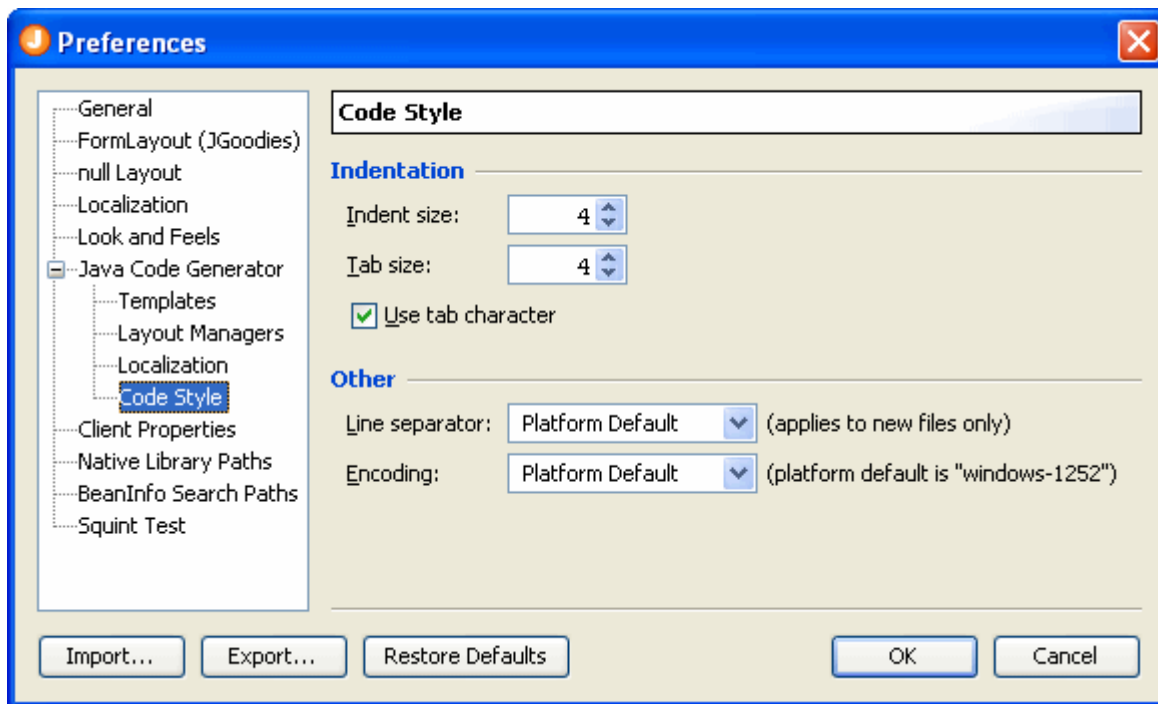 Preferences
General
FormLayout (JGoodies)
null Layout
Localization
Look and Feels
Java Code Generator
Templates
Layout Managers
Localization
Code Style
Client Properties
Native Library Paths
BeanInfo Search Paths
Squint Test
Code Style
Indentation
Indent size: 4
Tab size: 4
Use tab character
Other
Line separator: Platform Default (applies to new files only)
Encoding: Platform Default (platform default is "windows-1252")
Import... Export... Restore Defaults OK Cancel